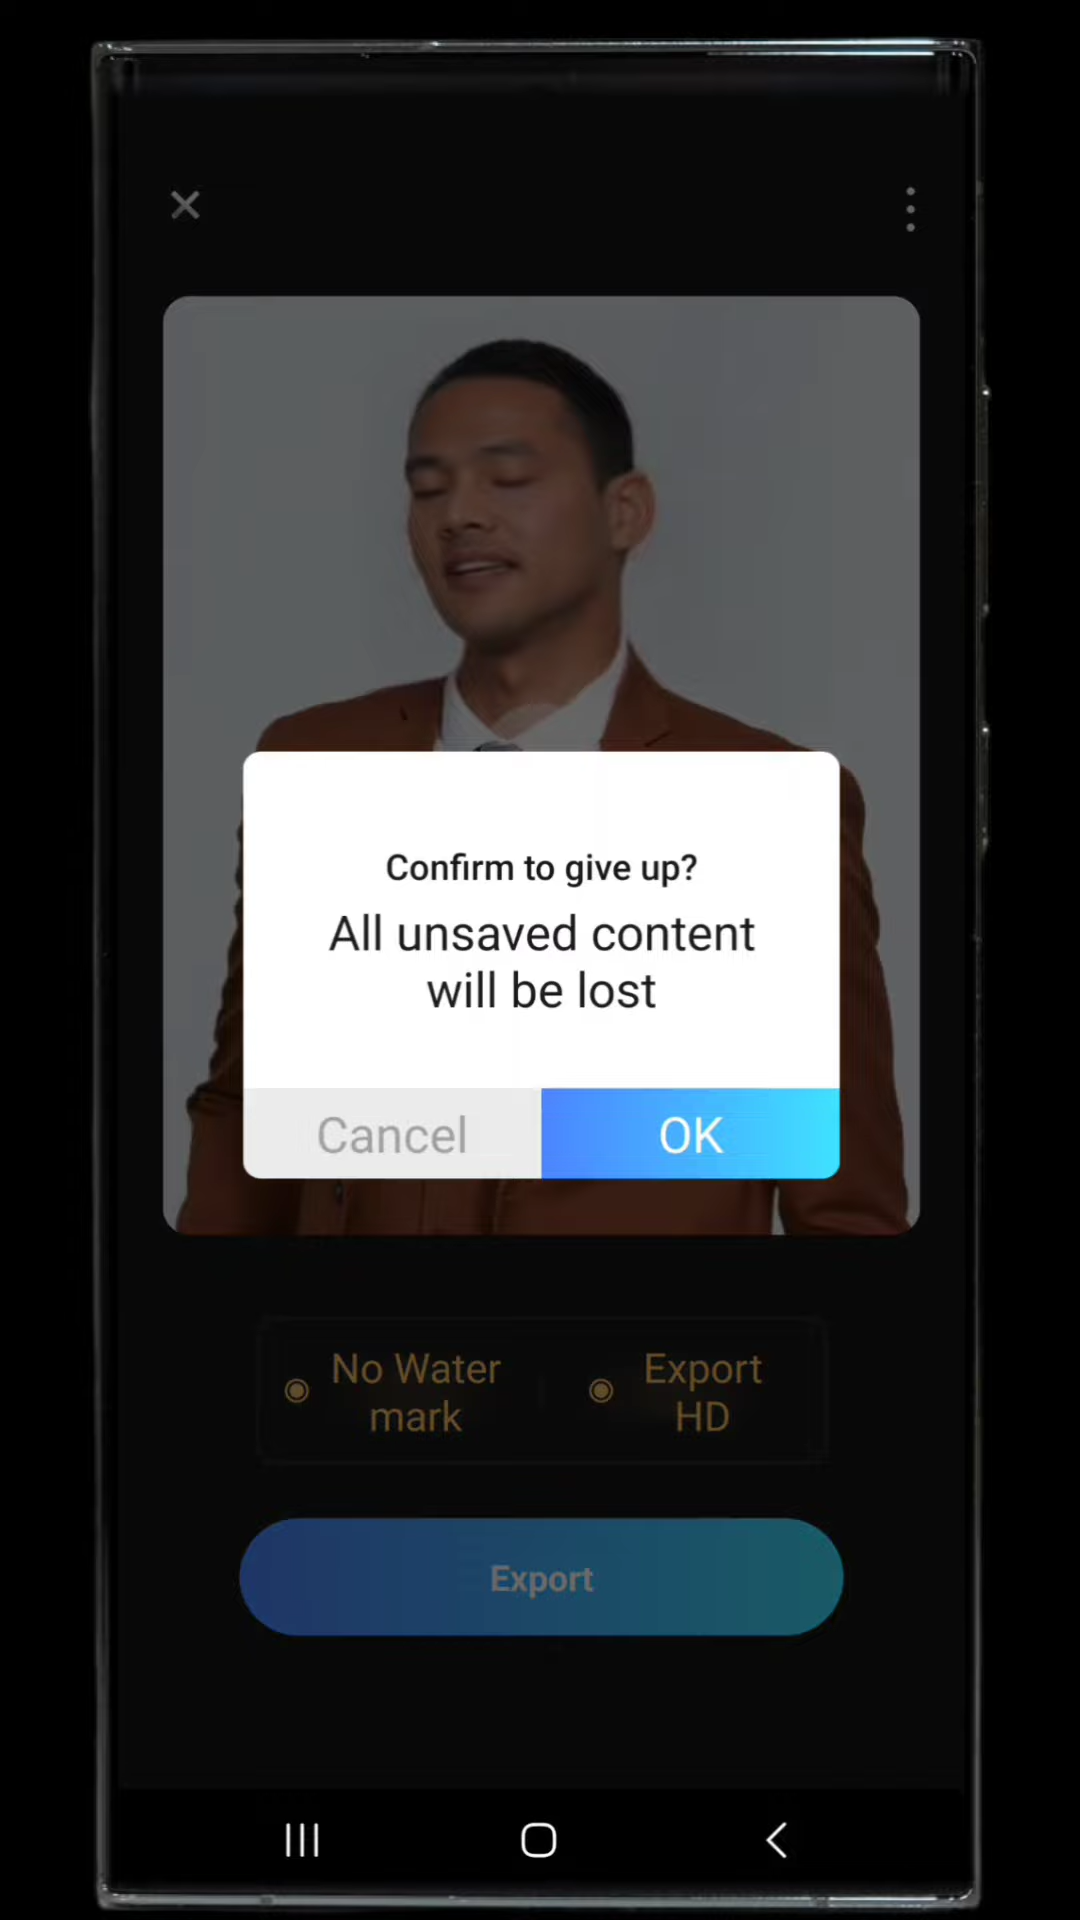 Confirm to give up?
All unsaved content
will be lost
Cancel
OK
No Water
mark
Export
HD
Export